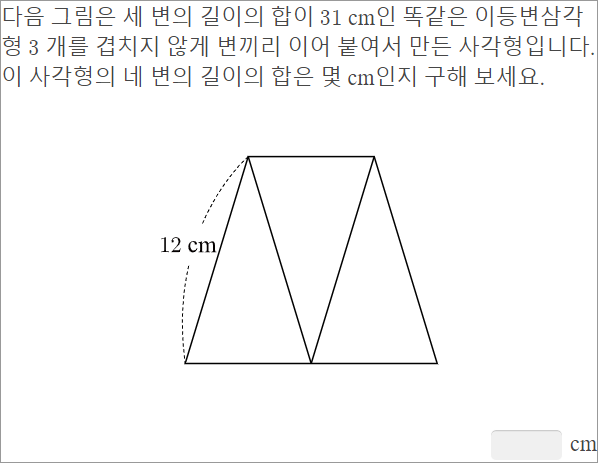 다음 그림은 세 변의 길이의 합이 31 cm인 똑같은 이등변삼각
형 3 개를 겹치지 않게 변끼리 이어 붙여서 만든 사각형입니다.
이 사각형의 네 변의 길이의 합은 몇 cm인지 구해 보세요.
12 cm
cm